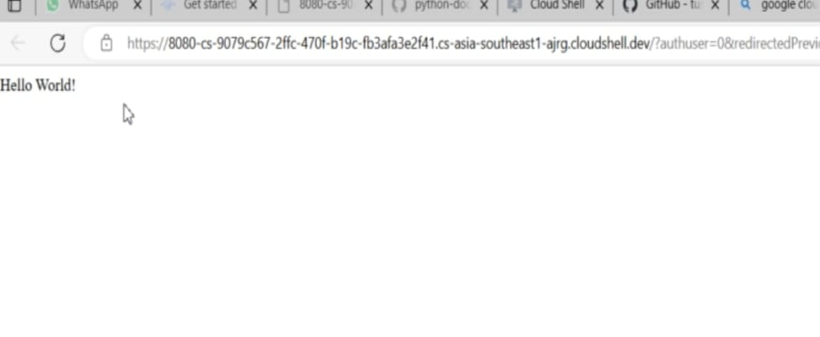 WhatsApp
Get started
8080-cs-90
python-doc
Cloud Shell
GitHub - tu
google clou
https://8080-cs-9079c567-2ffc-470f-b19c-fb3afa3e2f41.cs-asia-southeast1-ajrg.cloudshell.dev/?authuser=0&redirectedPrevi
Hello World!